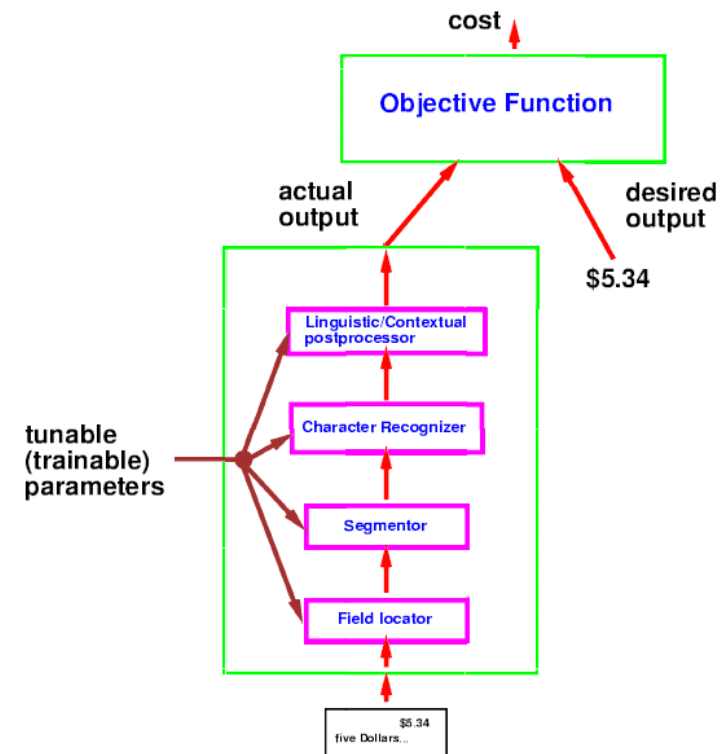 cost
Objective Function
actual
output
desired
output
$5.34
Linguistic/Contextual
postprocessor
Character Recognizer
tunable
(trainable)
parameters
Segmentor
Field locator
$5.34
five Dollars...